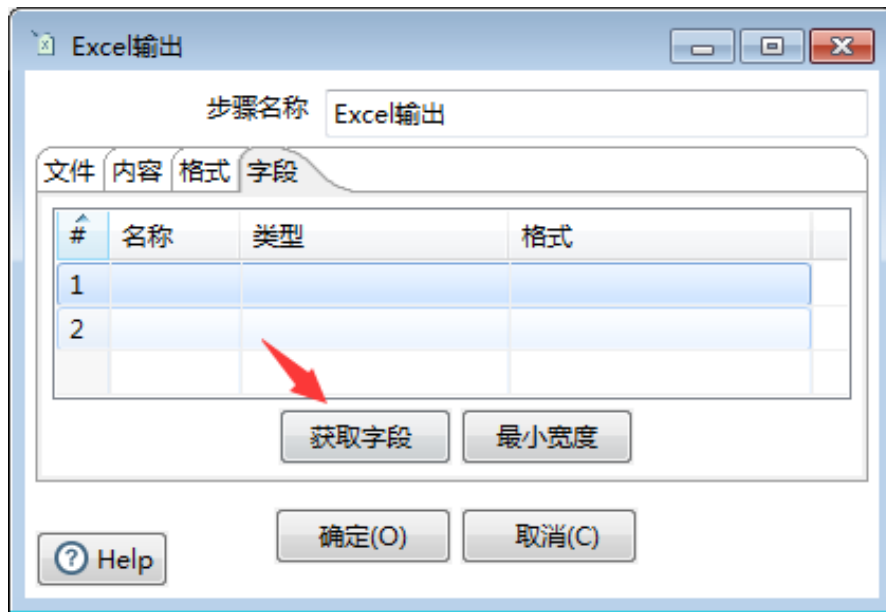 Excel输出
步骤名称 Excel输出
文件 内容 格式 字段
# 名称 类型 格式
1
2
获取字段 最小宽度
确定(O) 取消(C)
? Help